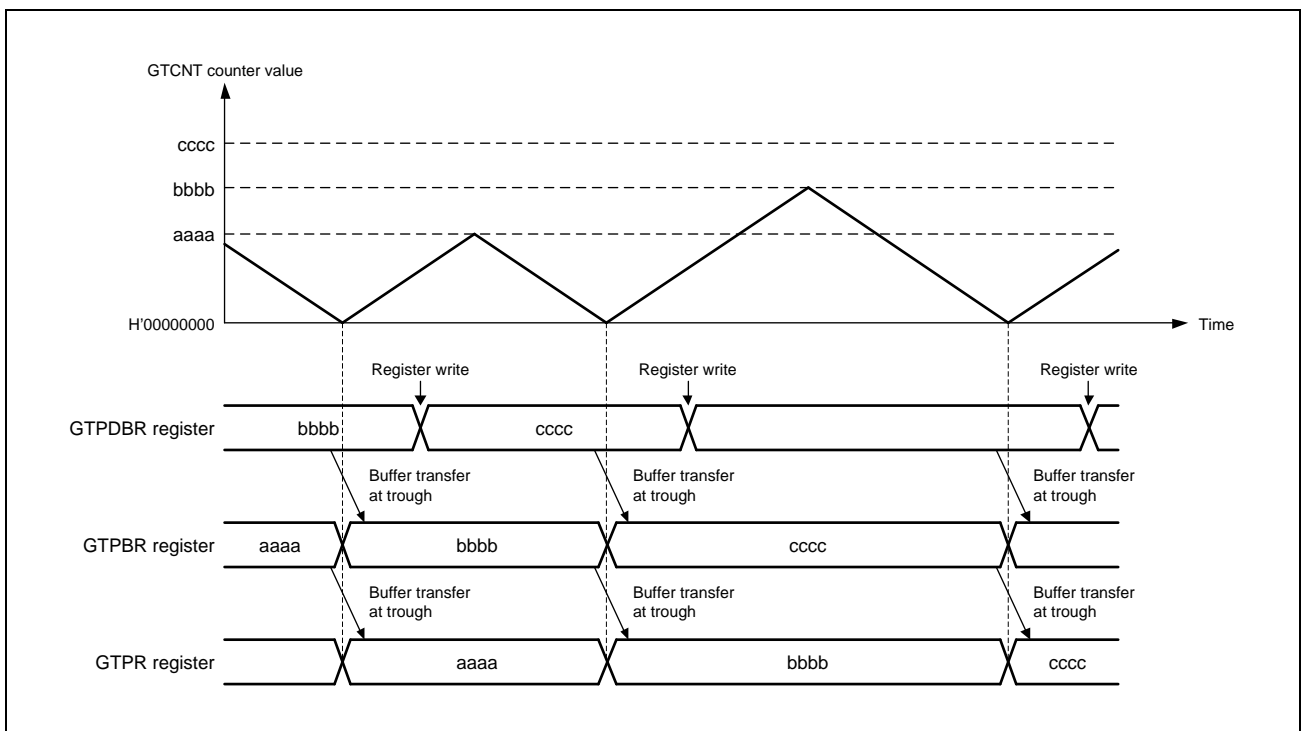 GTCNT counter value
cccc
bbbb
aaaa
H'00000000
Time
Register write
Register write
Register write
GTPDBR register
bbbb
cccc
Buffer transfer
at trough
Buffer transfer
at trough
Buffer transfer
at trough
GTPBR register
aaaa
bbbb
cccc
Buffer transfer
at trough
Buffer transfer
at trough
Buffer transfer
at trough
GTPR register
aaaa
bbbb
cccc